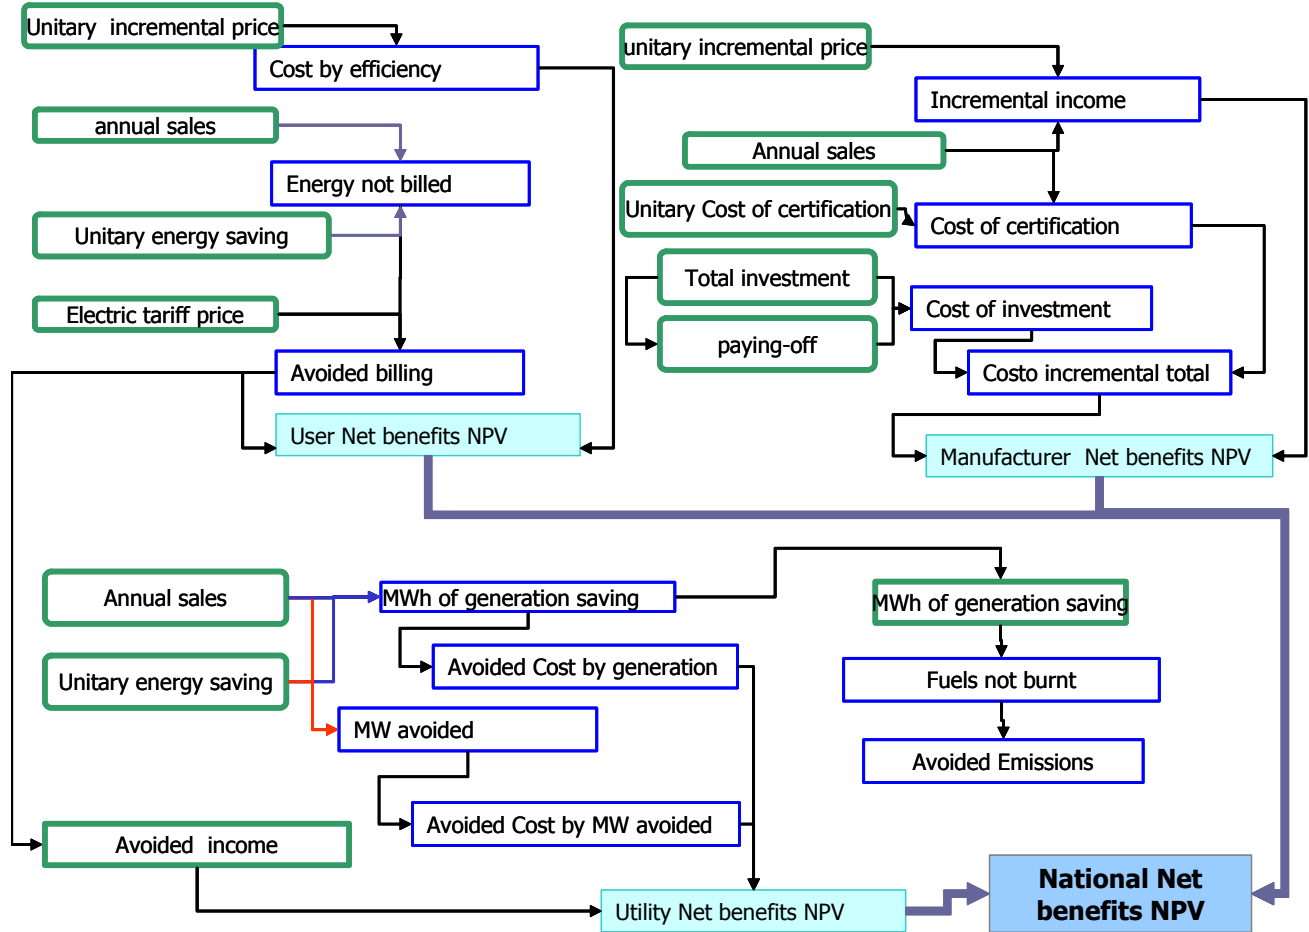 Unitary incremental price
Cost by efficiency
annual sales
Energy not billed
Unitary energy saving
Electric tariff price
Avoided billing
User Net benefits NPV
unitary incremental price
Incremental income
Annual sales
Unitary Cost of certification
Cost of certification
Total investment
Cost of investment
paying-off
Costo incremental total
Manufacturer Net benefits NPV
Annual sales
MWh of generation saving
Unitary energy saving
Avoided Cost by generation
MW avoided
Avoided Cost by MW avoided
MWh of generation saving
Fuels not burnt
Avoided Emissions
Avoided income
Utility Net benefits NPV
National Net
benefits NPV